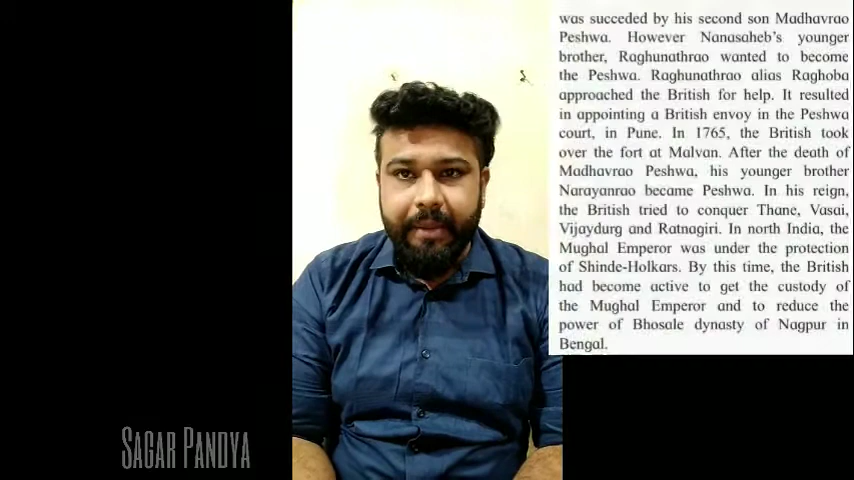 was succeded by his second son Madhavrao
Peshwa. However Nanasaheb's younger
brother, Raghunathrao wanted to become
the Peshwa. Raghunathrao alias Raghoba
approached the British for help. It resulted
in appointing a British envoy in the Peshwa
court, in Pune. In 1765, the British took
over the fort at Malvan. After the death of
Madhavrao Peshwa, his younger brother
Narayanrao became Peshwa. In his reign,
the British tried to conquer Thane, Vasai,
Vijaydurg and Ratnagiri. In north India, the
Mughal Emperor was under the protection
of Shinde-Holkars. By this time, the British
had become active to get the custody of
the Mughal Emperor and to reduce the
power of Bhosale dynasty of Nagpur in
Bengal.
SAGAR PANDYA